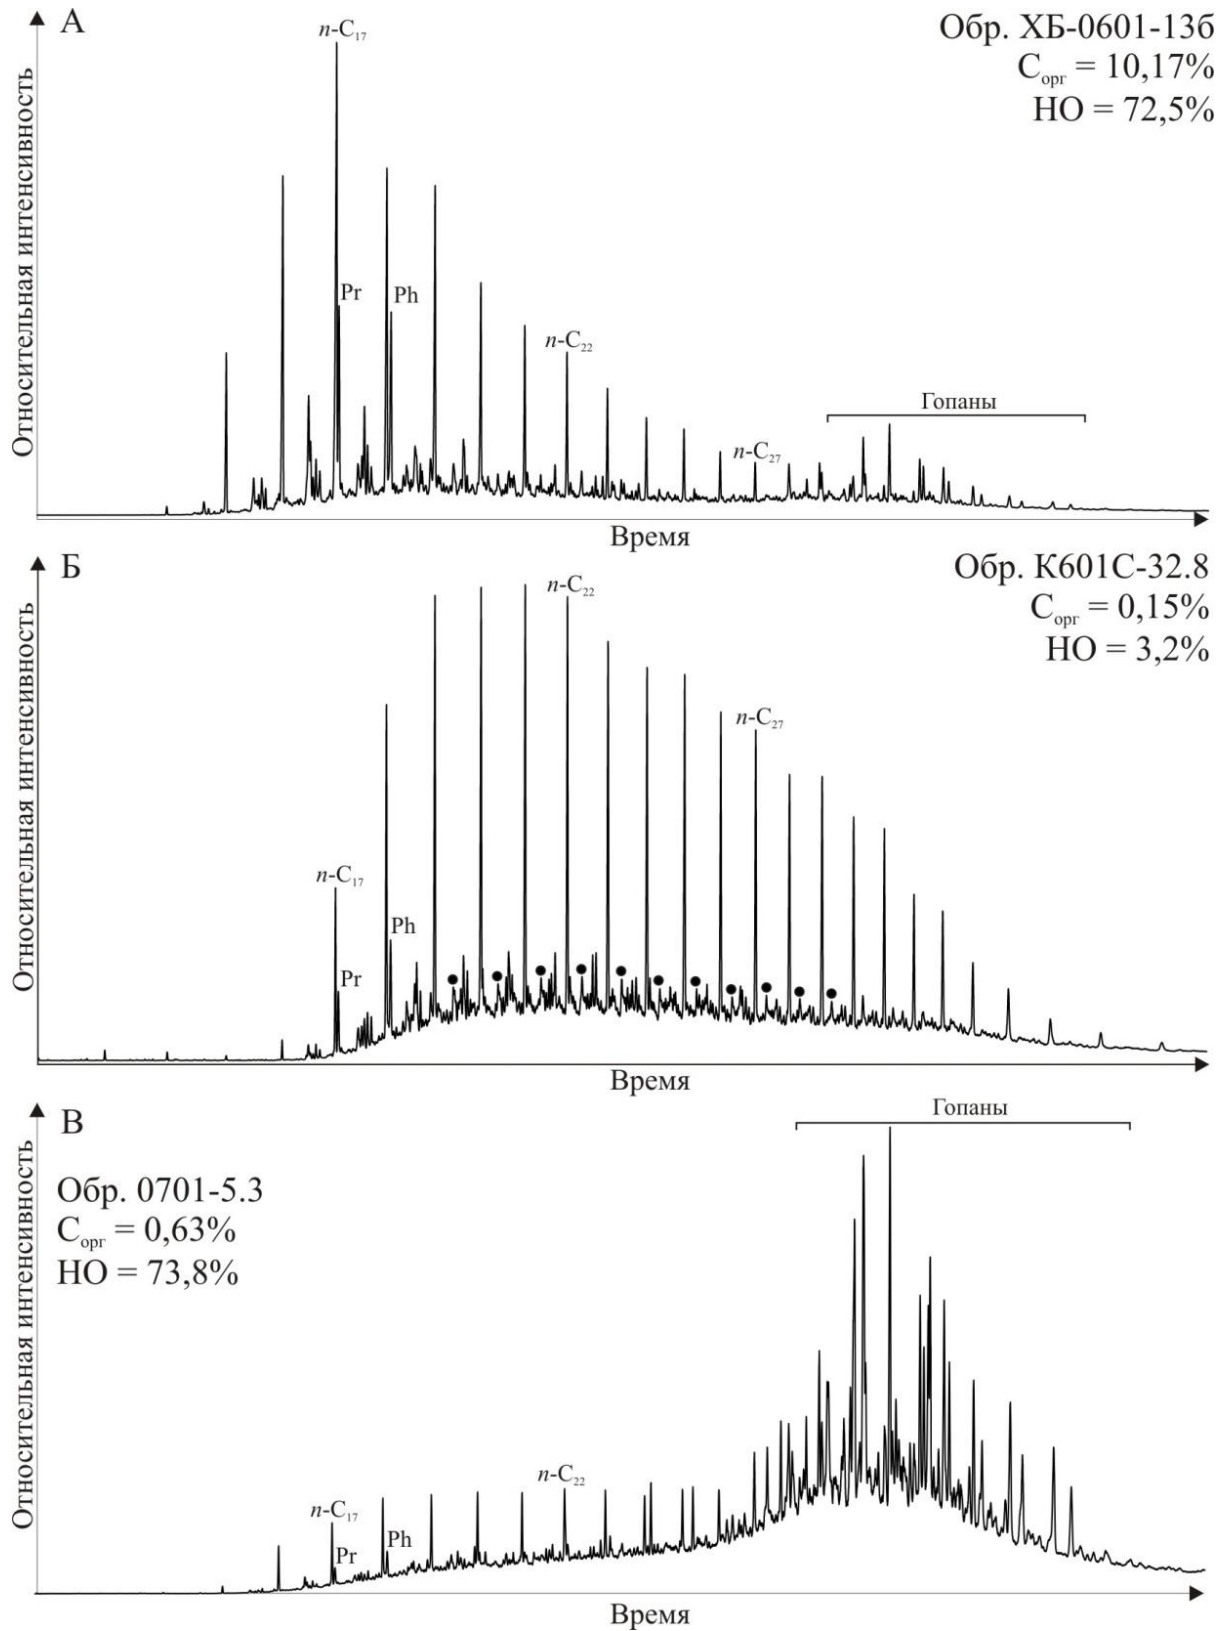 А
n-C₁₇
Обр. ХБ-0601-13б
Cорг = 10,17%
НО = 72,5%
Относительная интенсивность
Pr
Ph
n-C₂₂
n-C₂₇
Гопаны
Время
Б
n-C₂₂
Обр. К601С-32.8
Cорг = 0,15%
НО = 3,2%
Относительная интенсивность
n-C₂₇
n-C₁₇
Ph
Pr
Время
В
Гопаны
Обр. 0701-5.3
Cорг = 0,63%
НО = 73,8%
Относительная интенсивность
n-C₂₂
n-C₁₇
Ph
Pr
Время